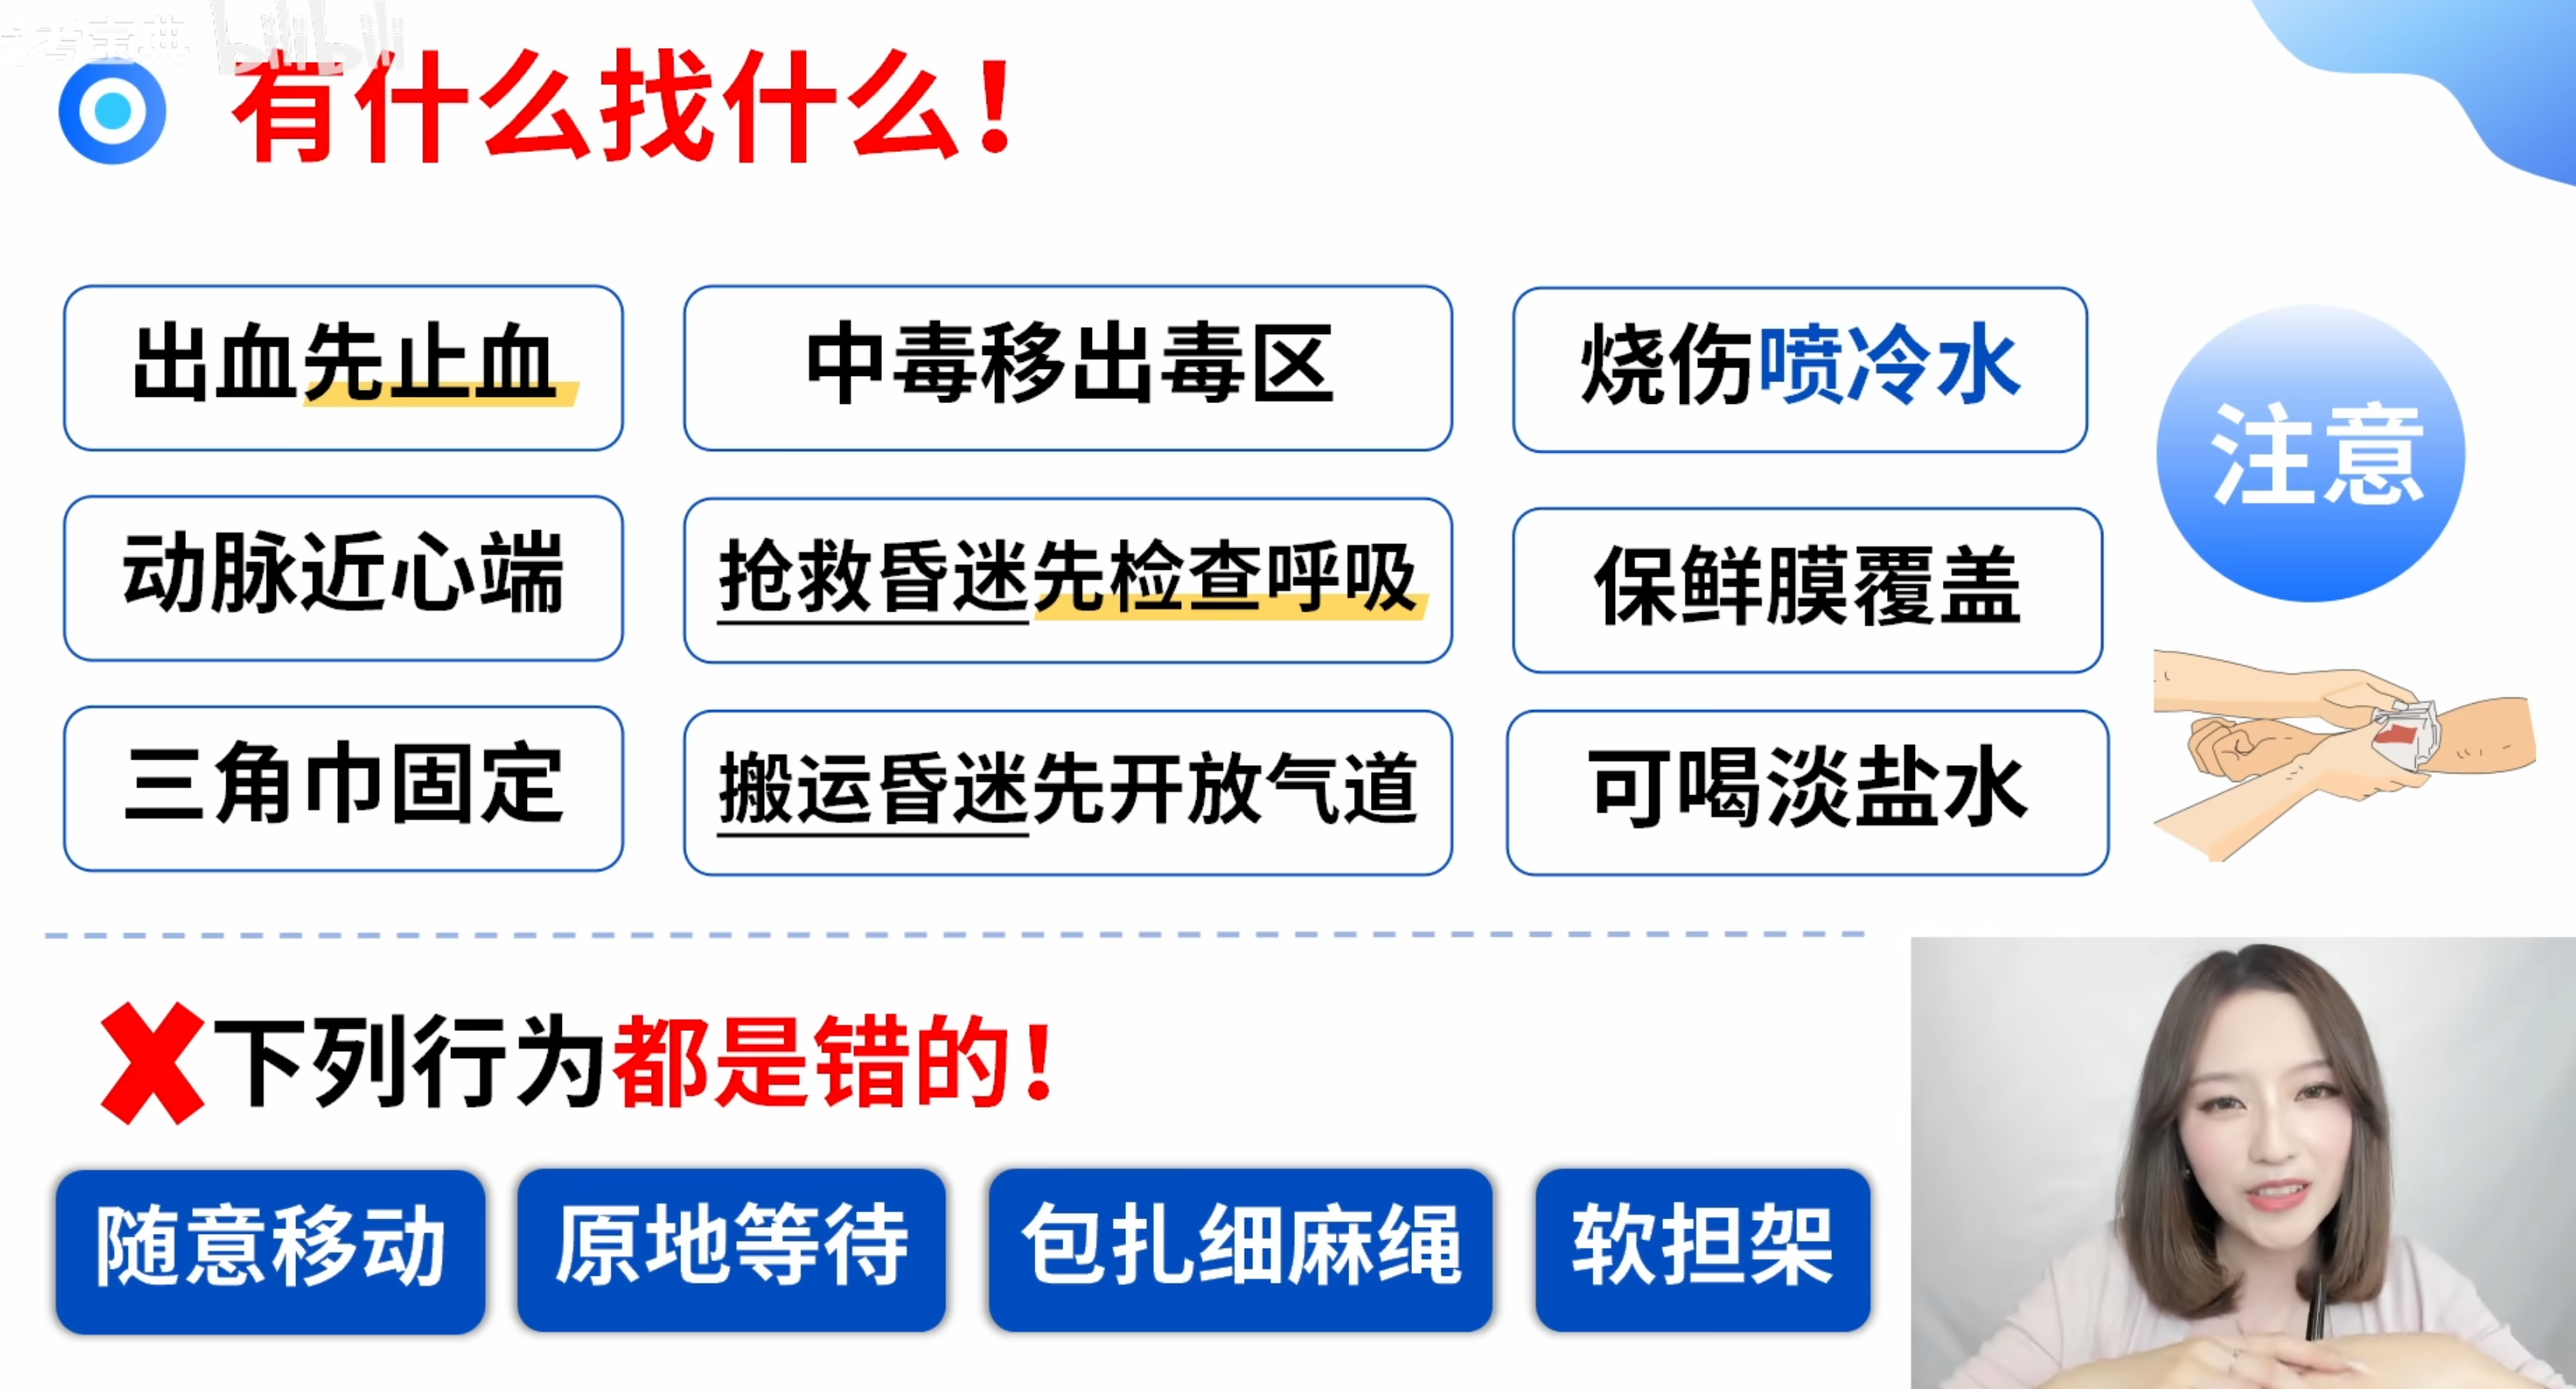 考宝典 bilibili
有什么找什么！
出血先止血 中毒移出毒区 烧伤喷冷水
注意
动脉近心端 抢救昏迷先检查呼吸 保鲜膜覆盖
三角巾固定 搬运昏迷先开放气道 可喝淡盐水
下列行为都是错的！
随意移动 原地等待 包扎细麻绳 软担架